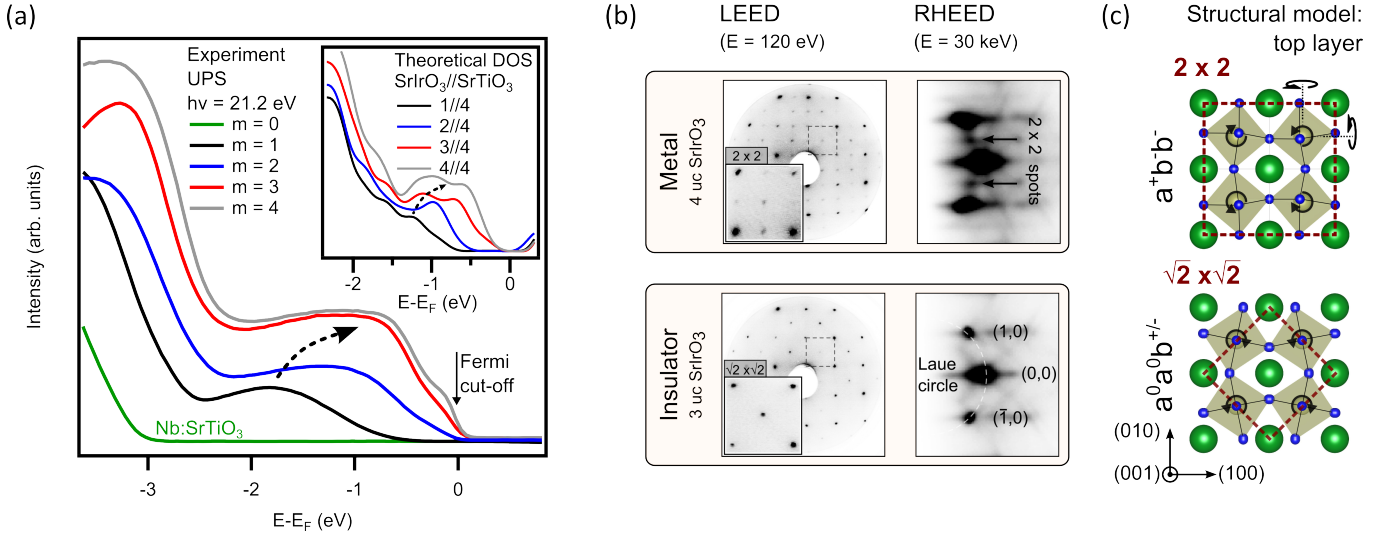 (a)
Experiment
UPS
hν = 21.2 eV
m = 0
m = 1
m = 2
m = 3
m = 4
Theoretical DOS
SrIrO₃//SrTiO₃
1//4
2//4
3//4
4//4
-2
-1
0
E-E_F (eV)
Fermi
cut-off
Nb:SrTiO₃
Intensity (arb. units)
-3
-2
-1
0
E-E_F (eV)
(b)
LEED
(E = 120 eV)
RHEED
(E = 30 keV)
Metal
4 uc SrIrO₃
2 x 2
2 x 2 spots
Insulator
3 uc SrIrO₃
√2 x√2
Laue
circle
(1,0)
(0,0)
(1̄,0)
(c)
Structural model:
top layer
2 x 2
a⁺b⁻b⁻
√2 x√2
a⁰a⁰b⁺/⁻
(010)
(001)
(100)